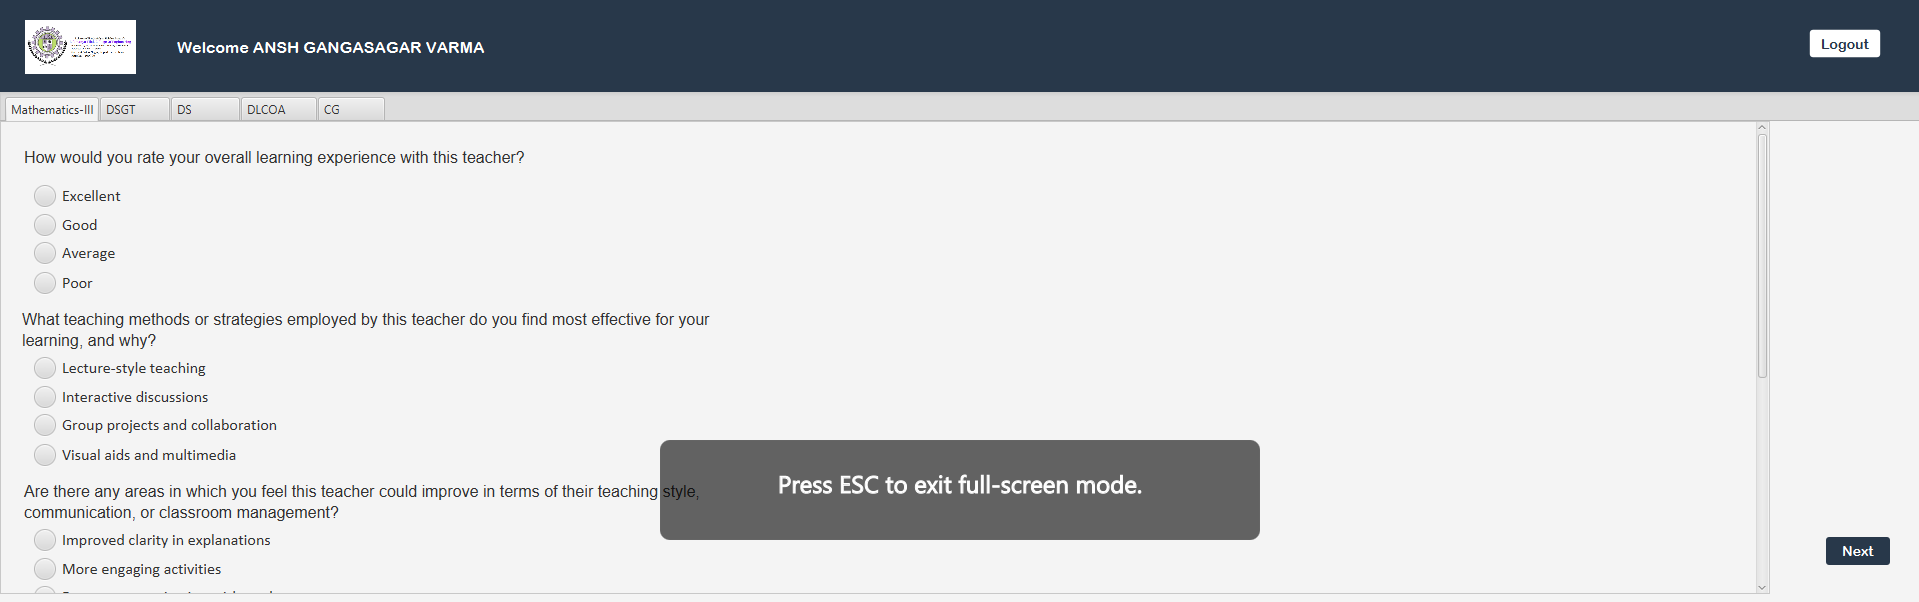 Welcome ANSH GANGASAGAR VARMA
Logout
Mathematics-III
DSGT
DS
DLCOA
CG
How would you rate your overall learning experience with this teacher?
Excellent
Good
Average
Poor
What teaching methods or strategies employed by this teacher do you find most effective for your
learning, and why?
Lecture-style teaching
Interactive discussions
Group projects and collaboration
Visual aids and multimedia
Are there any areas in which you feel this teacher could improve in terms of their teaching style,
communication, or classroom management?
Improved clarity in explanations
More engaging activities
Press ESC to exit full-screen mode.
Next